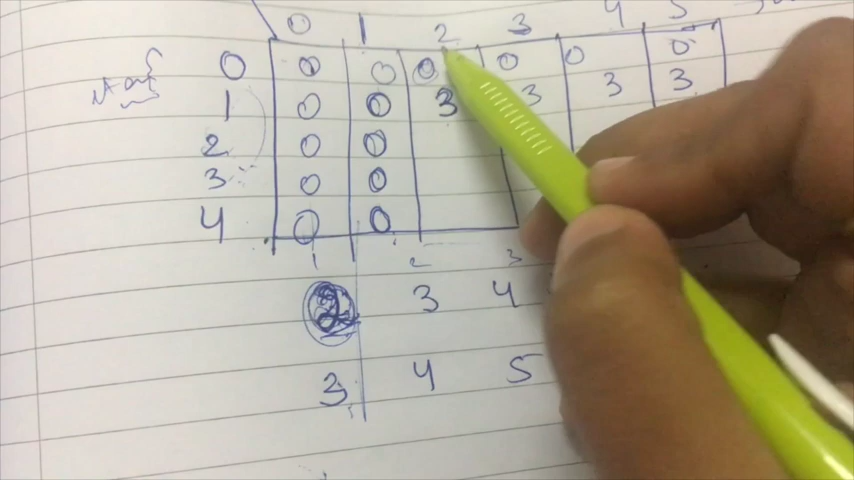 0 1 2 3 4 5
0 0 0 0 0 0 0
1 0 0 3 3 3 3
2 0 0
3 0 0
4 0 0
1 2 3
2 3 4
3 4 5